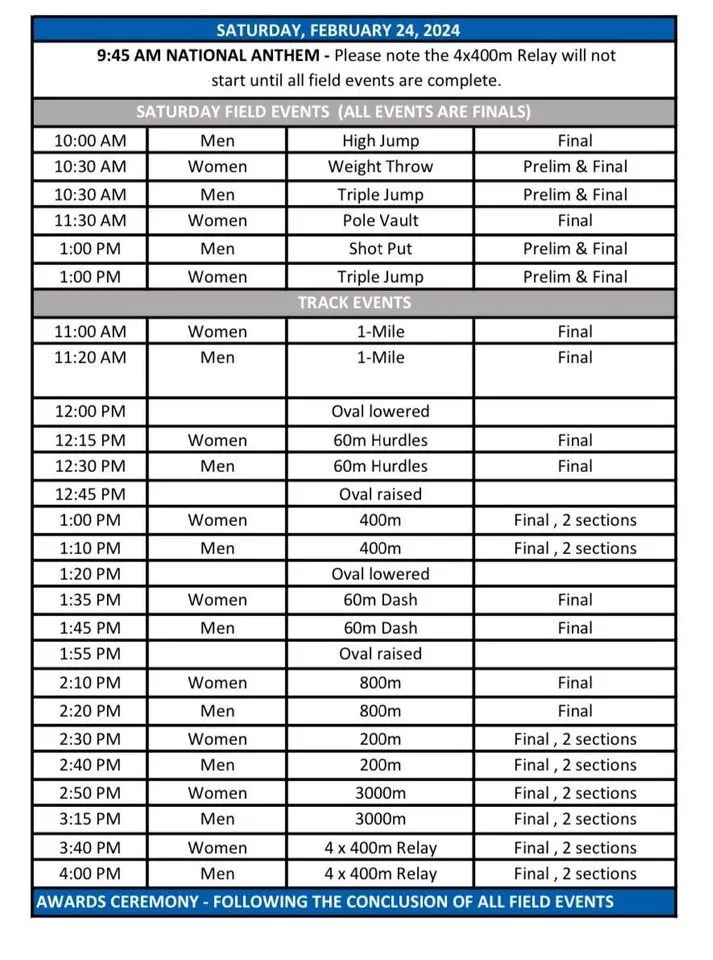 SATURDAY, FEBRUARY 24, 2024
9:45 AM NATIONAL ANTHEM - Please note the 4x400m Relay will not
start until all field events are complete.
SATURDAY FIELD EVENTS (ALL EVENTS ARE FINALS)
10:00 AM Men High Jump Final
10:30 AM Women Weight Throw Prelim & Final
10:30 AM Men Triple Jump Prelim & Final
11:30 AM Women Pole Vault Final
1:00 PM Men Shot Put Prelim & Final
1:00 PM Women Triple Jump Prelim & Final
TRACK EVENTS
11:00 AM Women 1-Mile Final
11:20 AM Men 1-Mile Final
12:00 PM Oval lowered
12:15 PM Women 60m Hurdles Final
12:30 PM Men 60m Hurdles Final
12:45 PM Oval raised
1:00 PM Women 400m Final , 2 sections
1:10 PM Men 400m Final , 2 sections
1:20 PM Oval lowered
1:35 PM Women 60m Dash Final
1:45 PM Men 60m Dash Final
1:55 PM Oval raised
2:10 PM Women 800m Final
2:20 PM Men 800m Final
2:30 PM Women 200m Final , 2 sections
2:40 PM Men 200m Final , 2 sections
2:50 PM Women 3000m Final , 2 sections
3:15 PM Men 3000m Final , 2 sections
3:40 PM Women 4 x 400m Relay Final , 2 sections
4:00 PM Men 4 x 400m Relay Final , 2 sections
AWARDS CEREMONY - FOLLOWING THE CONCLUSION OF ALL FIELD EVENTS